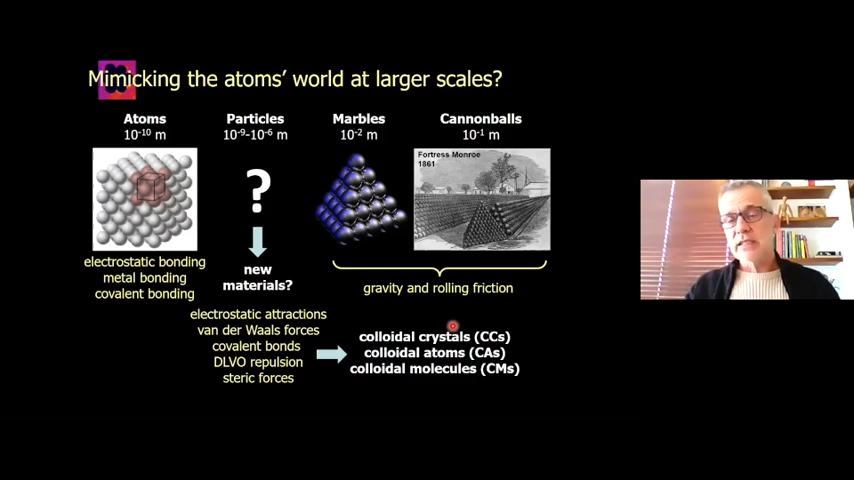 Mimicking the atoms' world at larger scales?
Atoms
10⁻¹⁰ m
Particles
10⁻⁹-10⁻⁶ m
Marbles
10⁻² m
Cannonballs
10⁻¹ m
Fortress Monroe
1861
?
electrostatic bonding
metal bonding
covalent bonding
new
materials?
gravity and rolling friction
electrostatic attractions
van der Waals forces
covalent bonds
DLVO repulsion
steric forces
colloidal crystals (CCs)
colloidal atoms (CAs)
colloidal molecules (CMs)